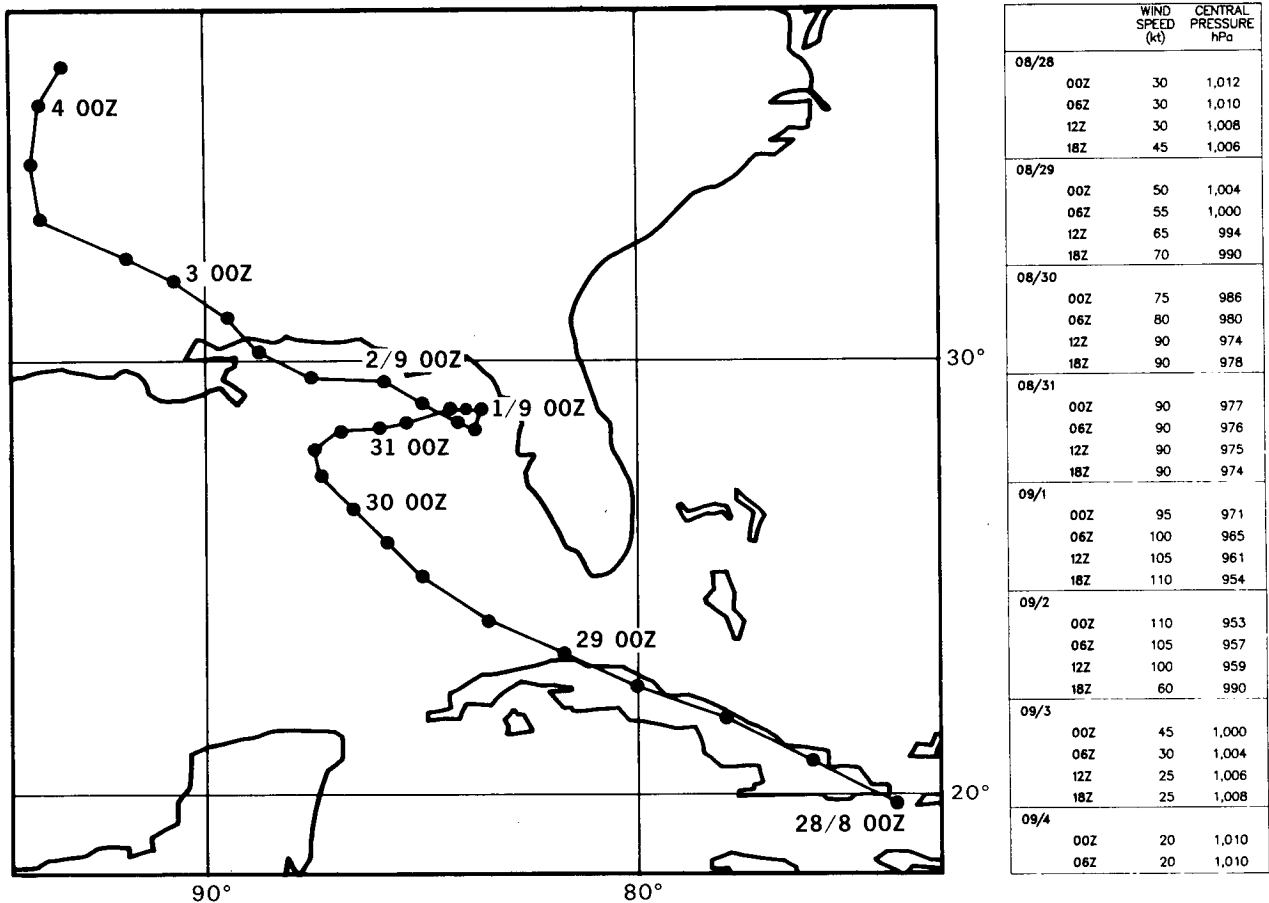 4 00Z
3 00Z
2/9 00Z
30°
1/9 00Z
31 00Z
30 00Z
29 00Z
20°
28/8 00Z
90°
80°
WIND SPEED (kt) CENTRAL PRESSURE hPa
08/28
00Z 30 1,012
06Z 30 1,010
12Z 30 1,008
18Z 45 1,006
08/29
00Z 50 1,004
06Z 55 1,000
12Z 65 994
18Z 70 990
08/30
00Z 75 986
06Z 80 980
12Z 90 974
18Z 90 978
08/31
00Z 90 977
06Z 90 976
12Z 90 975
18Z 90 974
09/1
00Z 95 971
06Z 100 965
12Z 105 961
18Z 110 954
09/2
00Z 110 953
06Z 105 957
12Z 100 959
18Z 60 990
09/3
00Z 45 1,000
06Z 30 1,004
12Z 25 1,006
18Z 25 1,008
09/4
00Z 20 1,010
06Z 20 1,010